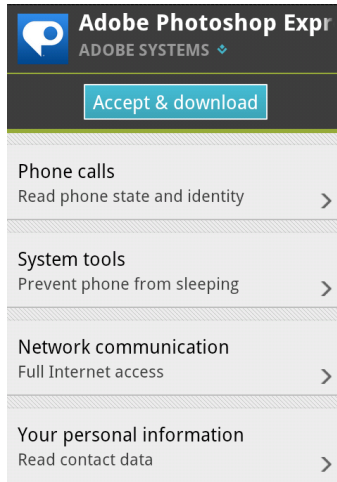 Adobe Photoshop Expr
ADOBE SYSTEMS
Accept & download
Phone calls
Read phone state and identity
System tools
Prevent phone from sleeping
Network communication
Full Internet access
Your personal information
Read contact data